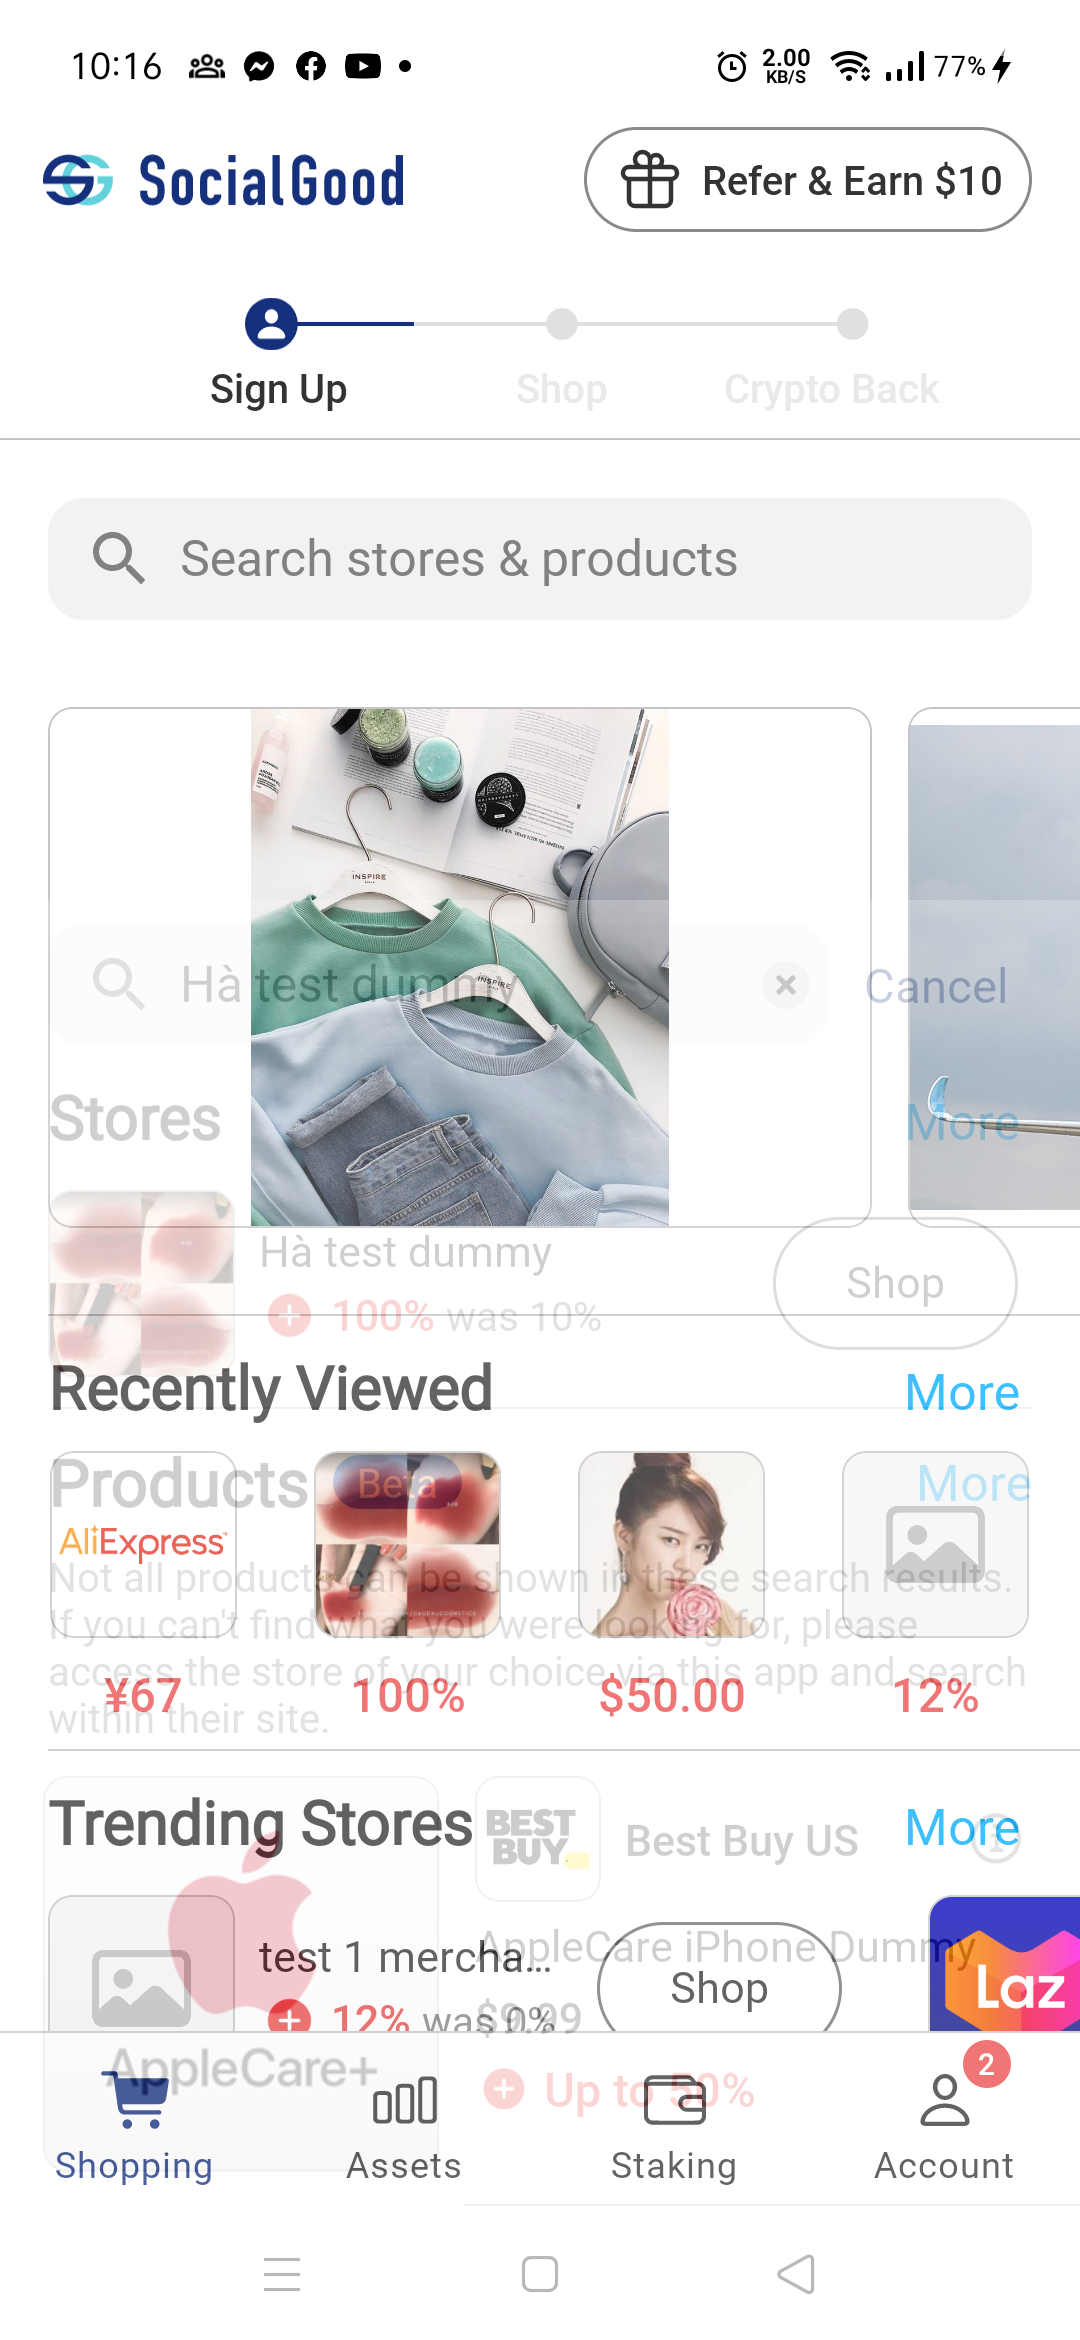 10:16
2.00
KB/S
77%
SocialGood
Refer & Earn $10
Sign Up
Shop
Crypto Back
Search stores & products
INSPIRE
INSPIRE
Hà test dummy
Cancel
Stores
More
Hà test dummy
100% was 10%
Shop
Recently Viewed
More
Products
Beta
More
AliExpress
Not all products can be shown in these search results.
If you can't find what you were looking for, please
access the store of your choice via this app and search
within their site.
¥67
100%
$50.00
12%
Trending Stores
More
BEST
BUY
Best Buy US
AppleCare iPhone Dummy
test 1 mercha...
Shop
Laz
12% was 0%
$9.99
AppleCare+
Up to 50%
2
Shopping
Assets
Staking
Account